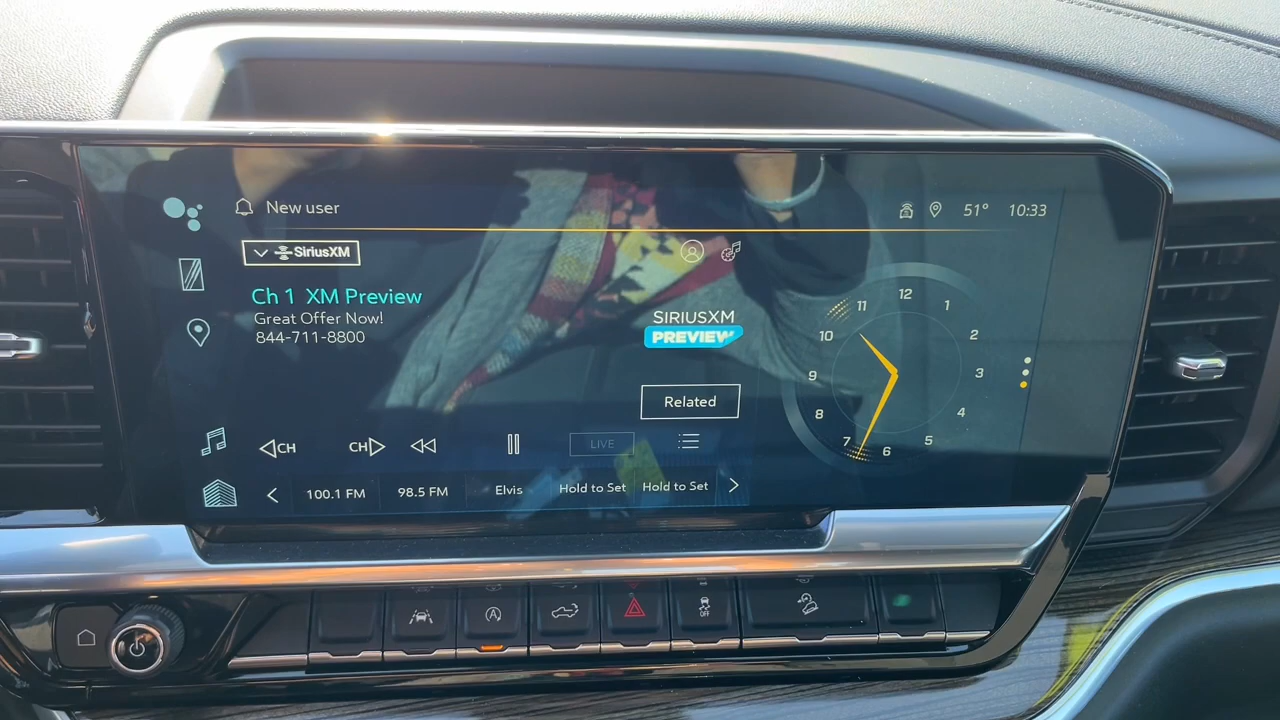 New user
51° 10:33
SiriusXM
Ch 1 XM Preview
Great Offer Now!
844-711-8800
SIRIUSXM
PREVIEW
Related
12
1
2
3
4
5
6
7
8
9
10
11
CH CH LIVE
100.1 FM 98.5 FM Elvis Hold to Set Hold to Set
A OFF